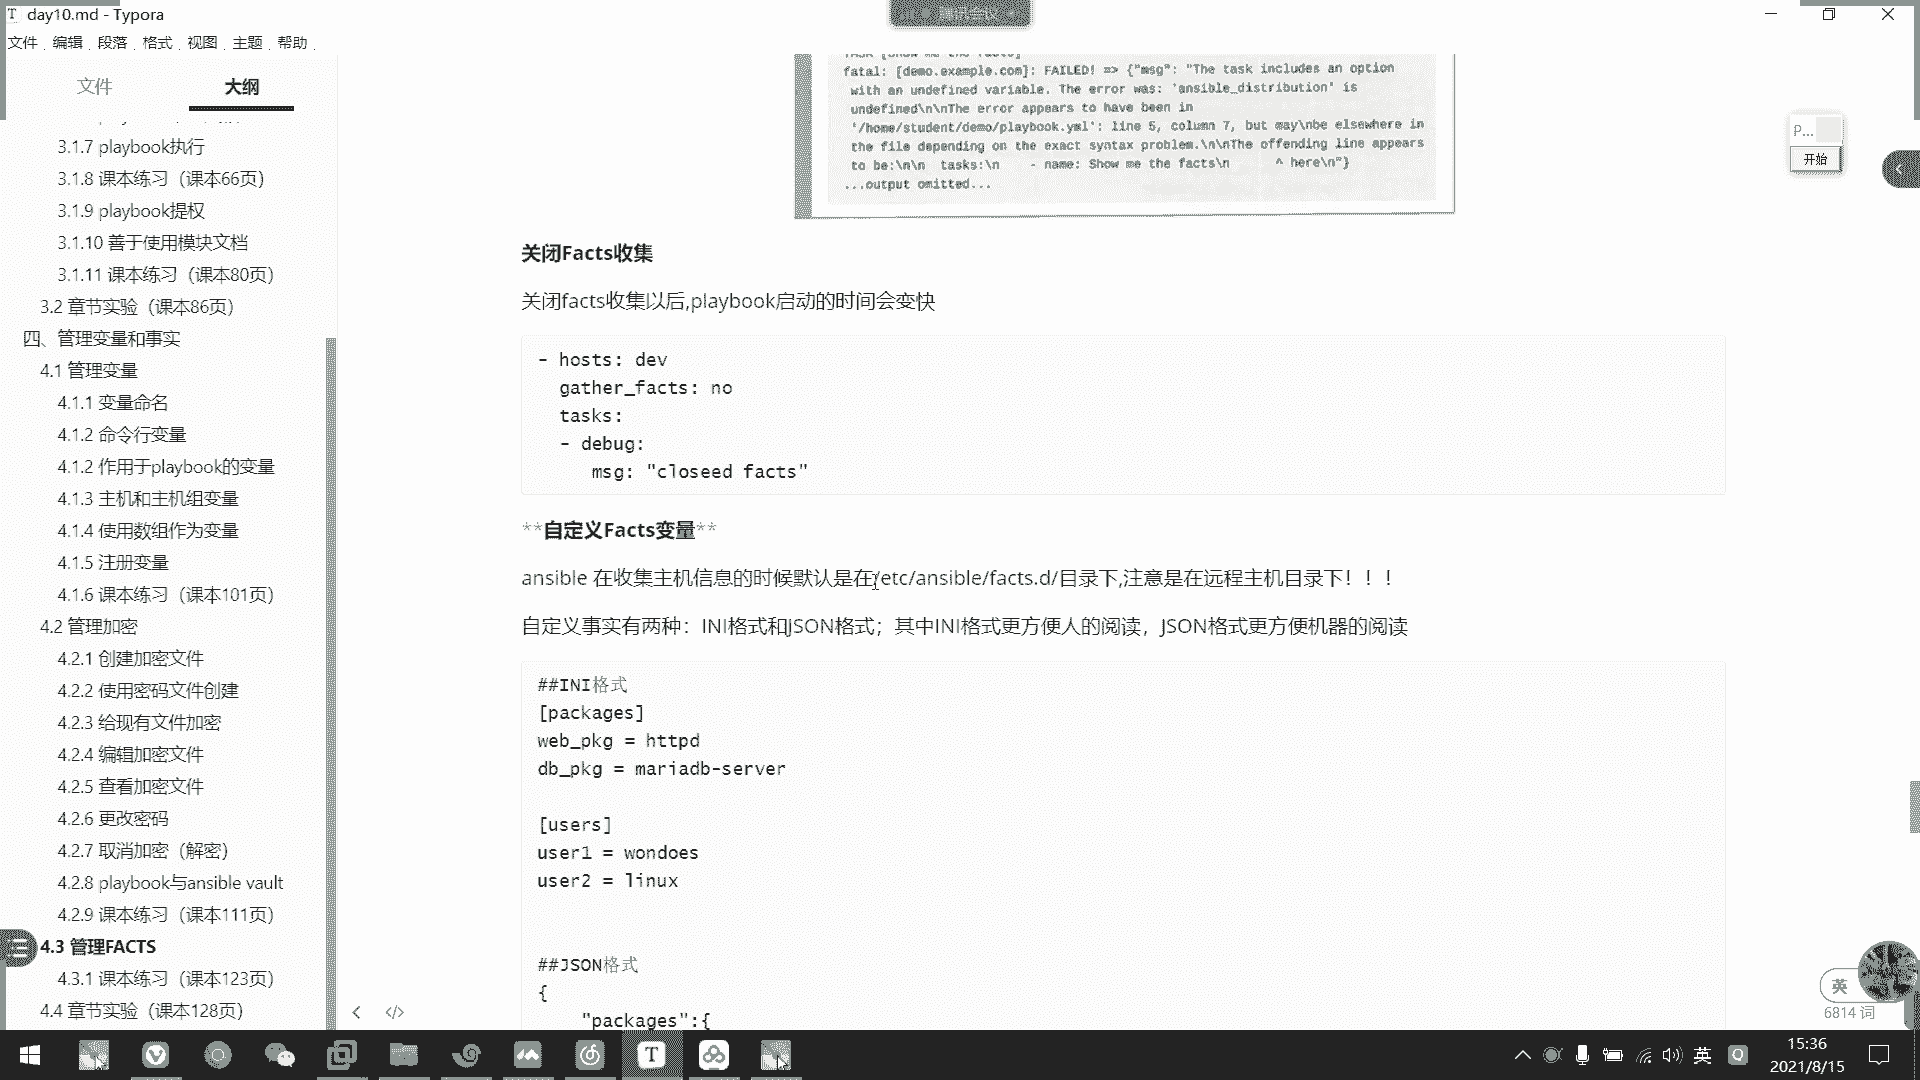 day10.md - Typora
文件 编辑 段落 格式 视图 主题 帮助
文件 大纲
3.1.7 playbook执行
3.1.8 课本练习（课本66页）
3.1.9 playbook提权
3.1.10 善于使用模块文档
3.1.11 课本练习（课本80页）
3.2 章节实验（课本86页）
四、管理变量和事实
4.1 管理变量
4.1.1 变量命名
4.1.2 命令行变量
4.1.2 作用于playbook的变量
4.1.3 主机和主机组变量
4.1.4 使用数组作为变量
4.1.5 注册变量
4.1.6 课本练习（课本101页）
4.2 管理加密
4.2.1 创建加密文件
4.2.2 使用密码文件创建
4.2.3 给现有文件加密
4.2.4 编辑加密文件
4.2.5 查看加密文件
4.2.6 更改密码
4.2.7 取消加密（解密）
4.2.8 playbook与ansible vault
4.2.9 课本练习（课本111页）
4.3 管理FACTS
4.3.1 课本练习（课本123页）
4.4 章节实验（课本128页）
fatal: [demo.example.com]: FAILED! => {"msg": "The task includes an option
with an undefined variable. The error was: 'ansible_distribution' is
undefined\n\nThe error appears to have been in
'/home/student/demo/playbook.yml': line 5, column 7, but may\nbe elsewhere in
the file depending on the exact syntax problem.\n\nThe offending line appears
to be:\n\n  tasks:\n    - name: Show me the facts\n      ^ here\n"}
...output omitted...
关闭Facts收集
关闭facts收集以后,playbook启动的时间会变快
- hosts: dev
  gather_facts: no
  tasks:
  - debug:
     msg: "closeed facts"
**自定义Facts变量**
ansible 在收集主机信息的时候默认是在/etc/ansible/facts.d/目录下,注意是在远程主机目录下！！！
自定义事实有两种：INI格式和JSON格式；其中INI格式更方便人的阅读，JSON格式更方便机器的阅读
##INI格式
[packages]
web_pkg = httpd
db_pkg = mariadb-server
[users]
user1 = wondoes
user2 = linux
##JSON格式
{
    "packages":{
P...
开始
英
6814 词
英
15:36
2021/8/15